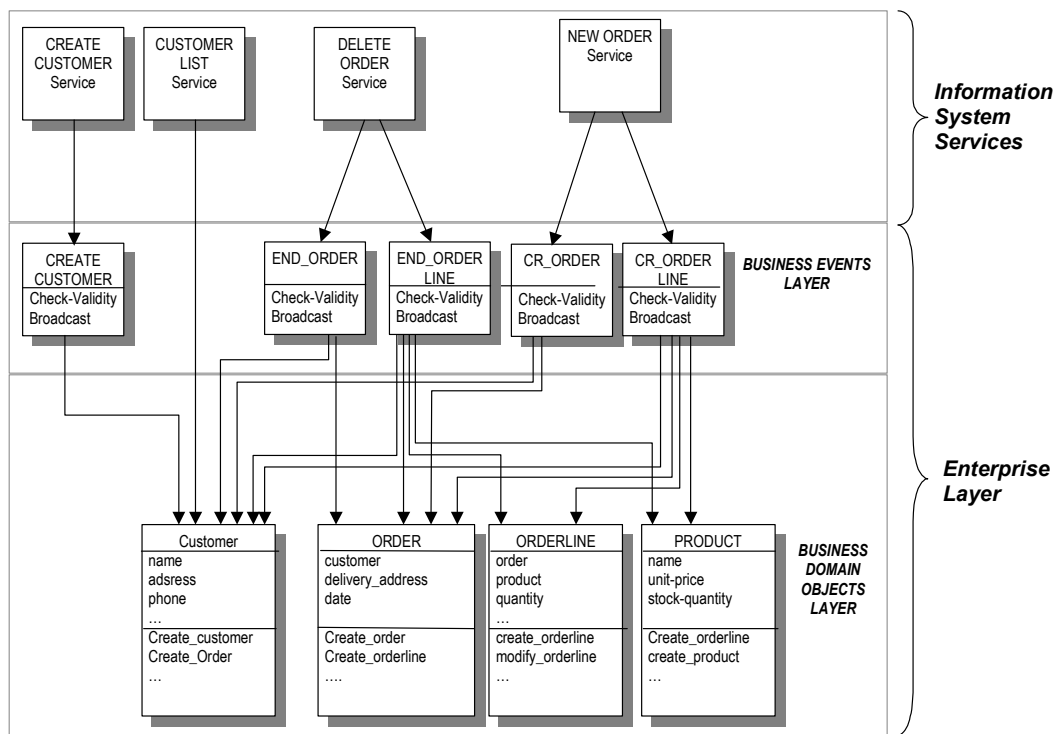 CREATE
CUSTOMER
Service
CUSTOMER
LIST
Service
DELETE
ORDER
Service
NEW ORDER
Service
Information
System
Services
CREATE
CUSTOMER
Check-Validity
Broadcast
END_ORDER
Check-Validity
Broadcast
END_ORDER
LINE
Check-Validity
Broadcast
CR_ORDER
Check-Validity
Broadcast
CR_ORDER
LINE
Check-Validity
Broadcast
BUSINESS EVENTS
LAYER
Enterprise
Layer
Customer
name
adsress
phone
...
Create_customer
Create_Order
...
ORDER
customer
delivery_address
date
Create_order
Create_orderline
....
ORDERLINE
order
product
quantity
...
create_orderline
modify_orderline
...
PRODUCT
name
unit-price
stock-quantity
Create_orderline
create_product
...
BUSINESS
DOMAIN
OBJECTS
LAYER